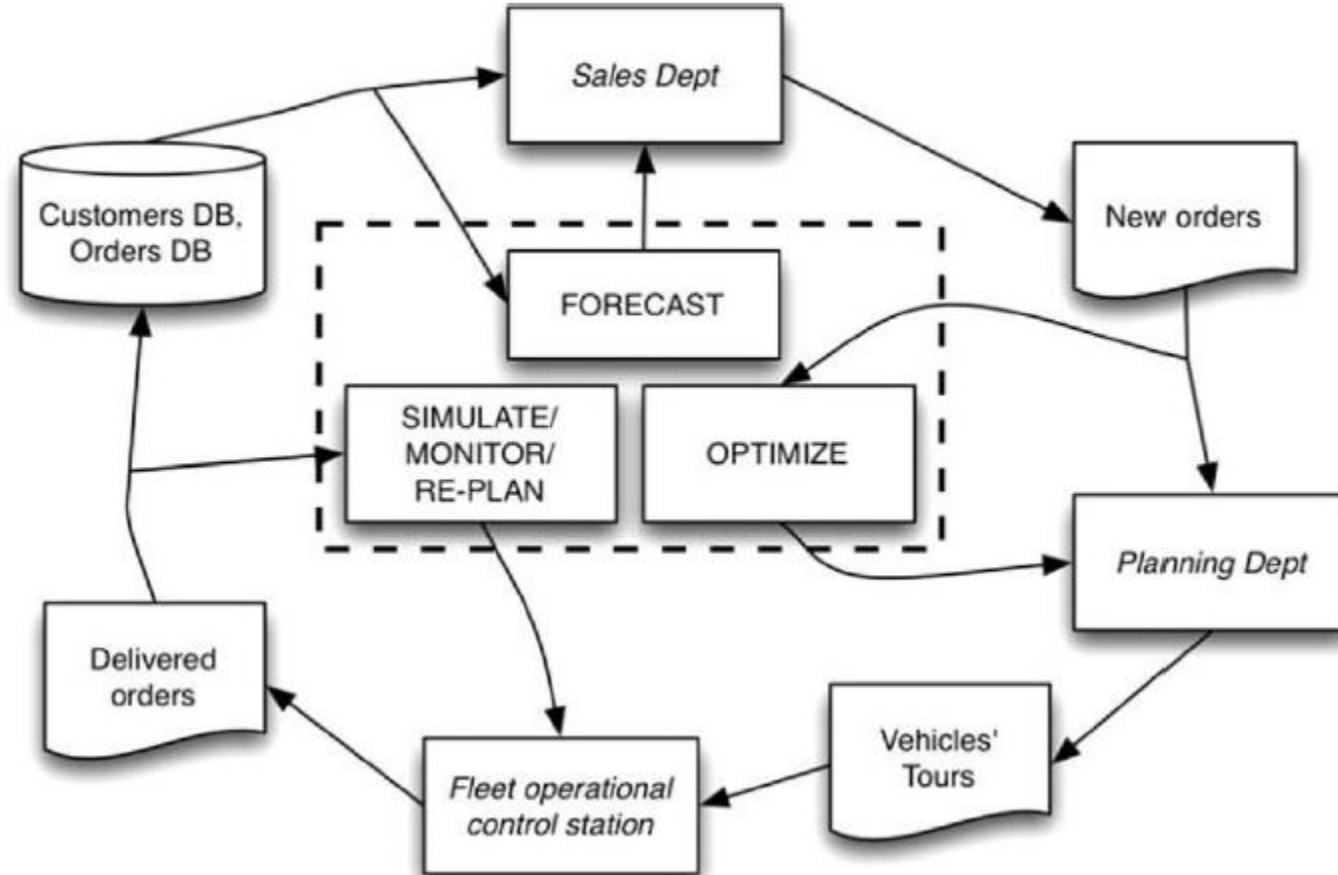 Sales Dept
Customers DB,
Orders DB
New orders
FORECAST
SIMULATE/
MONITOR/
RE-PLAN
OPTIMIZE
Planning Dept
Delivered
orders
Vehicles'
Tours
Fleet operational
control station